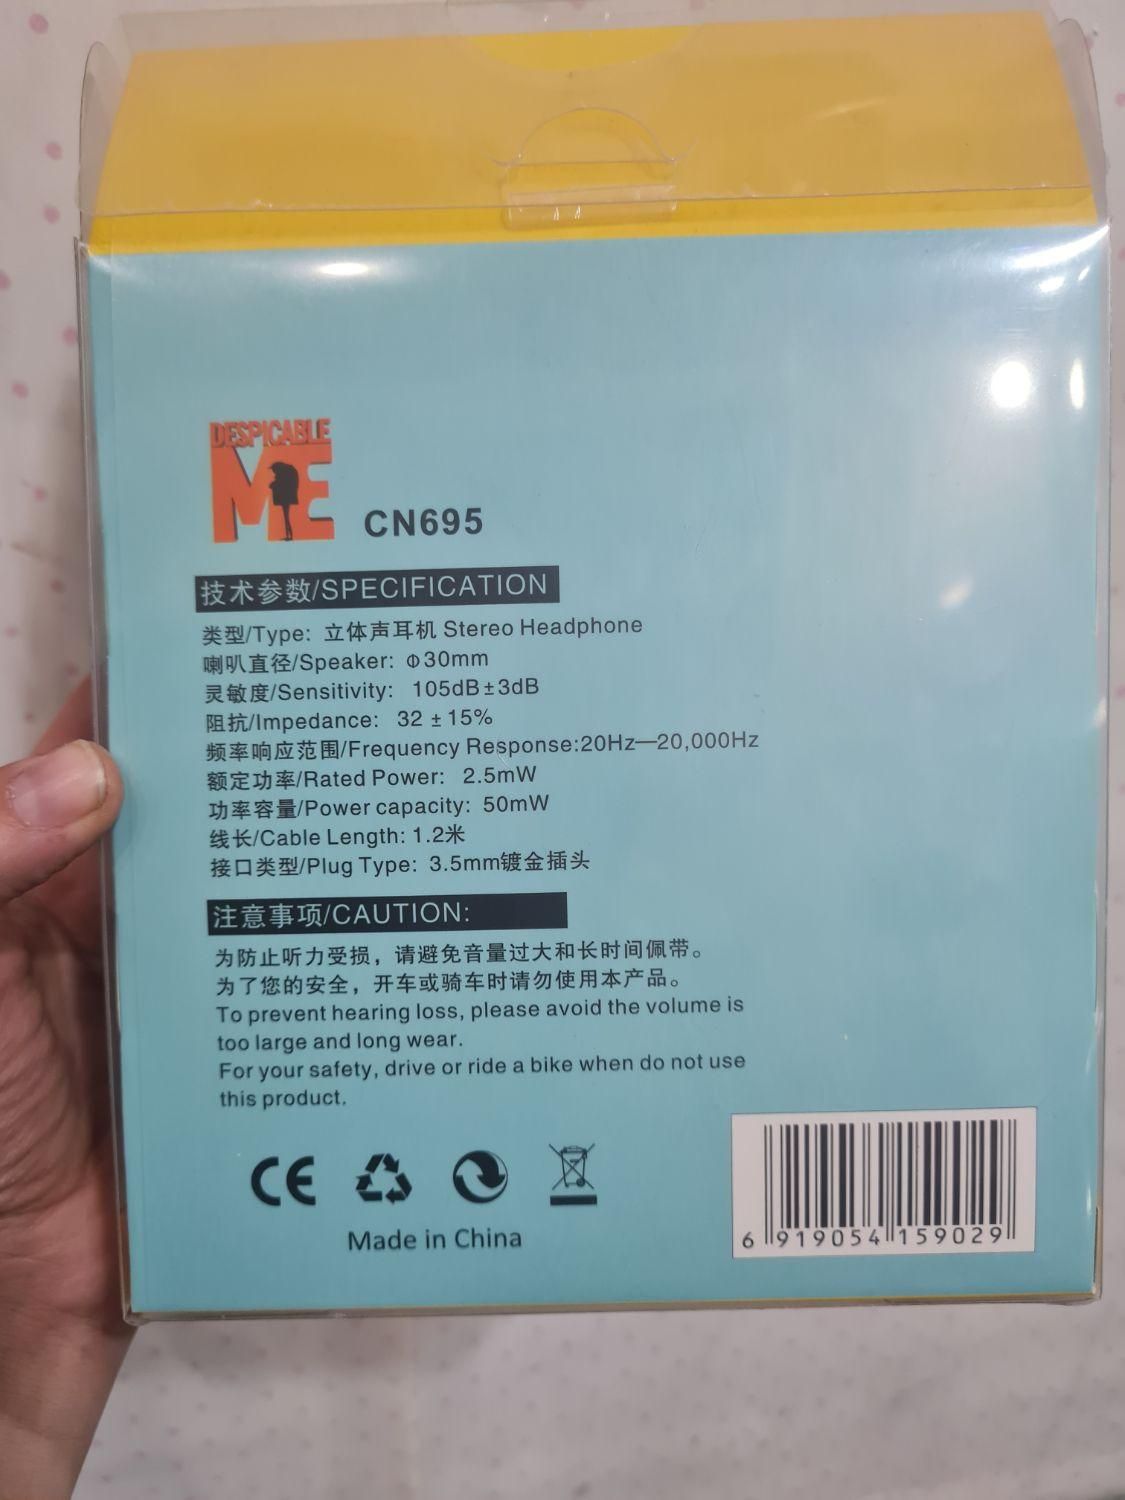 DESPICABLE
ME
CN695
技术参数/SPECIFICATION
类型/Type: 立体声耳机 Stereo Headphone
喇叭直径/Speaker: Φ30mm
灵敏度/Sensitivity: 105dB±3dB
阻抗/Impedance: 32 ±15%
频率响应范围/Frequency Response:20Hz—20,000Hz
额定功率/Rated Power: 2.5mW
功率容量/Power capacity: 50mW
线长/Cable Length: 1.2米
接口类型/Plug Type: 3.5mm镀金插头
注意事项/CAUTION:
为防止听力受损，请避免音量过大和长时间佩带。
为了您的安全，开车或骑车时请勿使用本产品。
To prevent hearing loss, please avoid the volume is
too large and long wear.
For your safety, drive or ride a bike when do not use
this product.
CE
Made in China
6 919054 159029